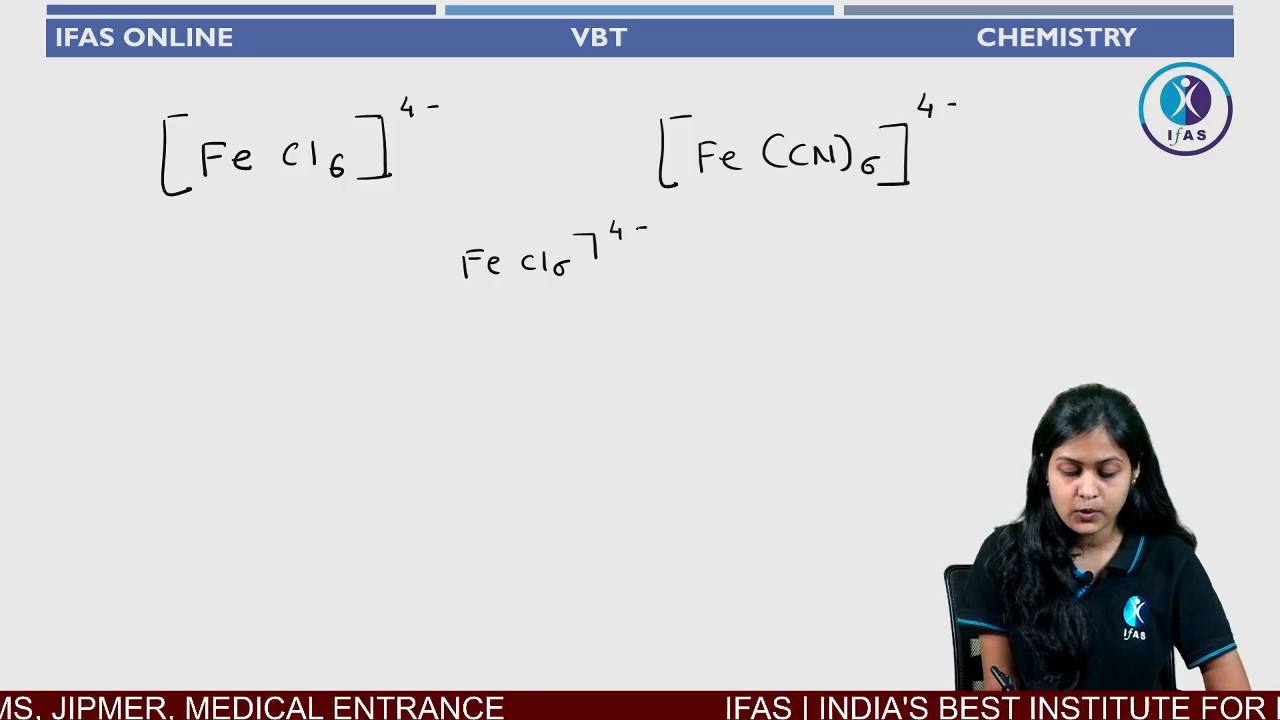 IFAS ONLINE VBT CHEMISTRY
IfAS
[Fe Cl6]4- [Fe (CN)6]4-
Fe Cl6]4-
IfAS
MS, JIPMER, MEDICAL ENTRANCE IFAS | INDIA'S BEST INSTITUTE FOR